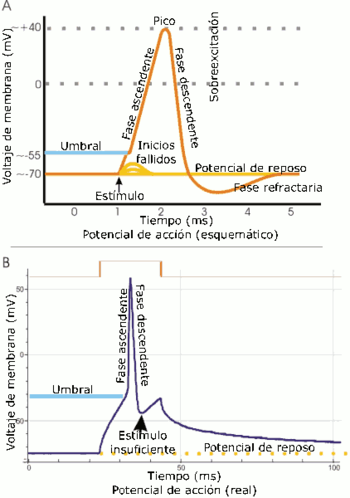 A
Voltaje de membrana (mV)
~+40
0
~-55
~-70
Pico
Fase ascendente
Fase descendente
Sobreexcitación
Umbral
Inicios
fallidos
Potencial de reposo
Estímulo
Fase refractaria
0 1 2 3 4 5
Tiempo (ms)
Potencial de acción (esquemático)
B
Voltaje de membrana (mV)
50
0
-50
Fase ascendente
Fase descendente
Umbral
Estímulo
insuficiente
Potencial de reposo
0 50 100
Tiempo (ms)
Potencial de acción (real)